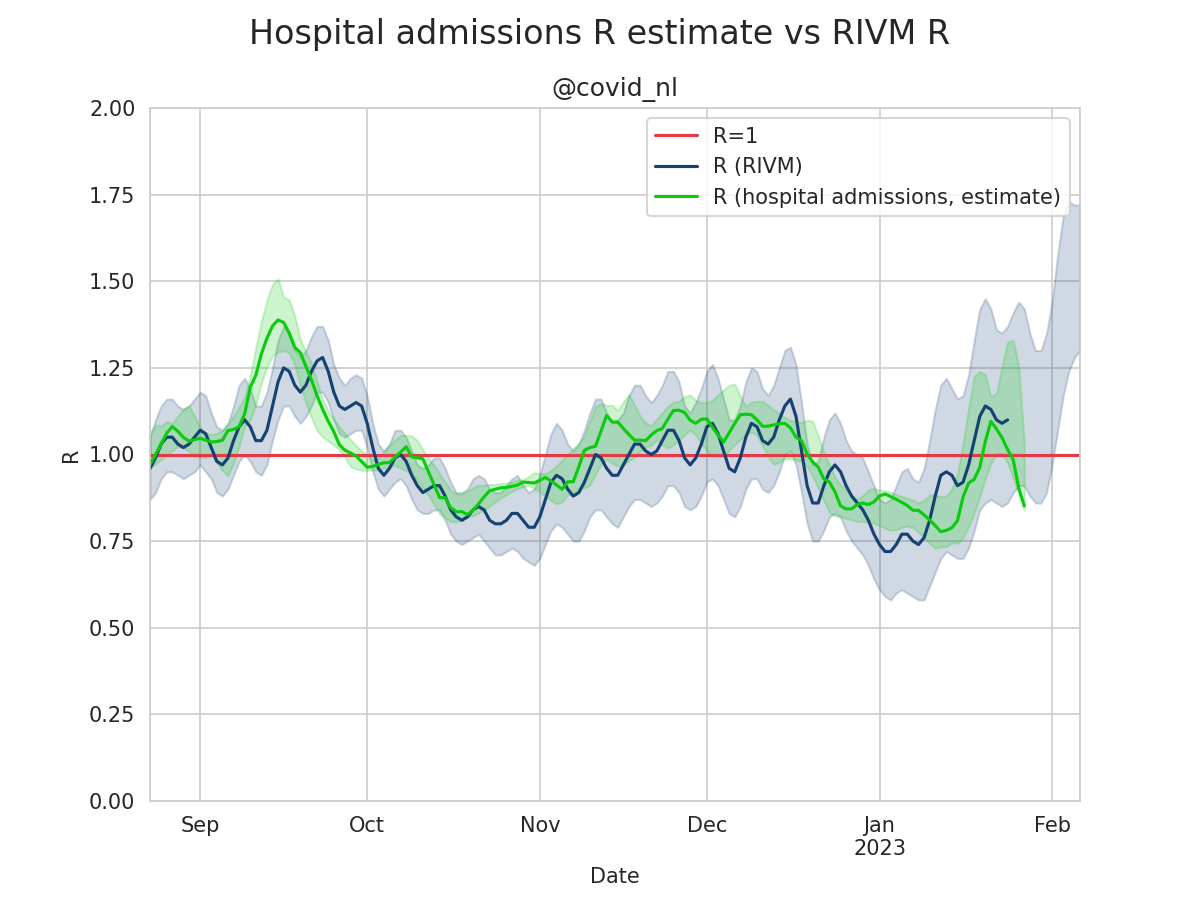 Hospital admissions R estimate vs RIVM R
@covid_nl
R=1
R (RIVM)
R (hospital admissions, estimate)
2.00
1.75
1.50
1.25
1.00
0.75
0.50
0.25
0.00
R
Sep Oct Nov Dec Jan Feb
2023
Date